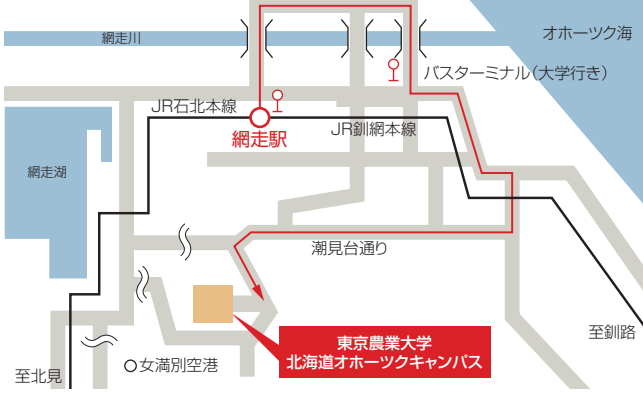 オホーツク海
網走川
バスターミナル(大学行き)
JR石北本線
JR釧網本線
網走駅
網走湖
潮見台通り
至釧路
東京農業大学
北海道オホーツクキャンパス
女満別空港
至北見